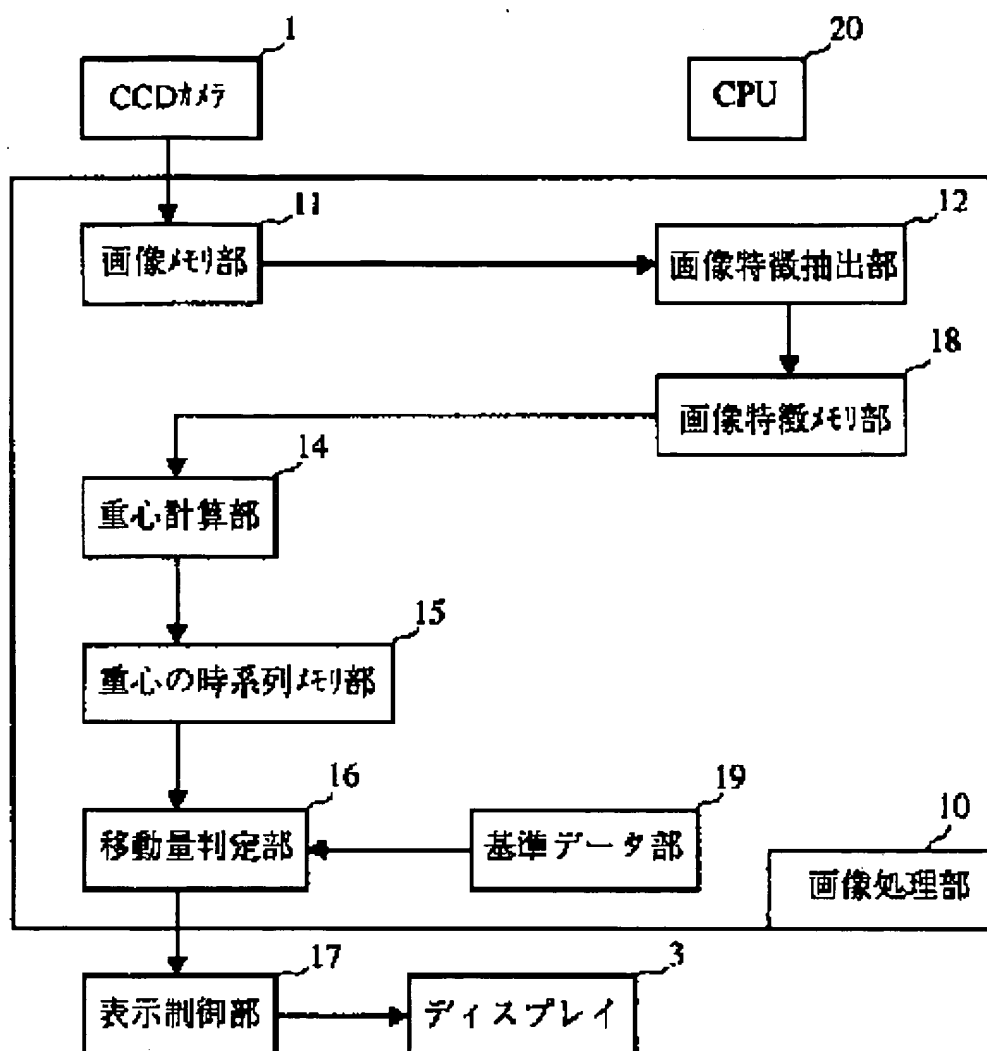 1
20
CCDカメラ
CPU
11
12
画像メモリ部
画像特徴抽出部
18
画像特徴メモリ部
14
重心計算部
15
重心の時系列メモリ部
16
19
移動量判定部
基準データ部
10
画像処理部
17
3
表示制御部
ディスプレイ